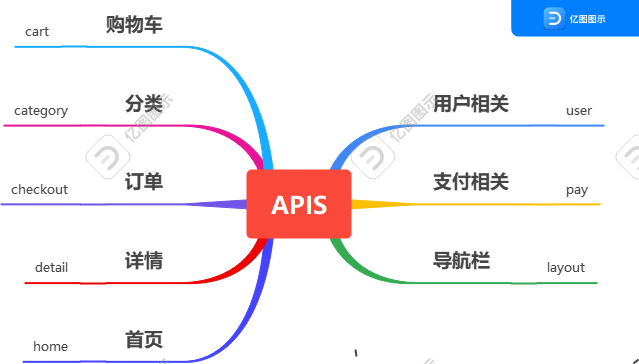 亿图图示
购物车
cart
分类
category
订单
checkout
详情
detail
首页
home
APIS
用户相关
user
支付相关
pay
导航栏
layout
亿图图示
亿图图示